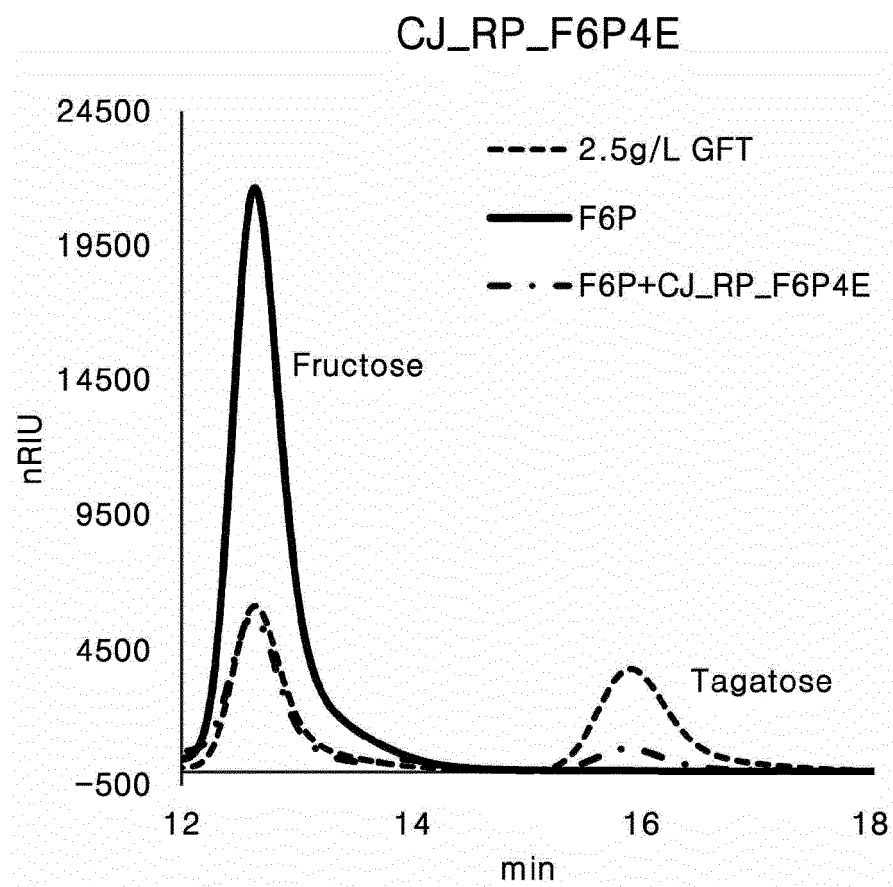 CJ_RP_F6P4E
24500
2.5g/L GFT
F6P
19500
F6P+CJ_RP_F6P4E
Fructose
14500
nRIU
9500
4500
Tagatose
−500
12 14 16 18
min